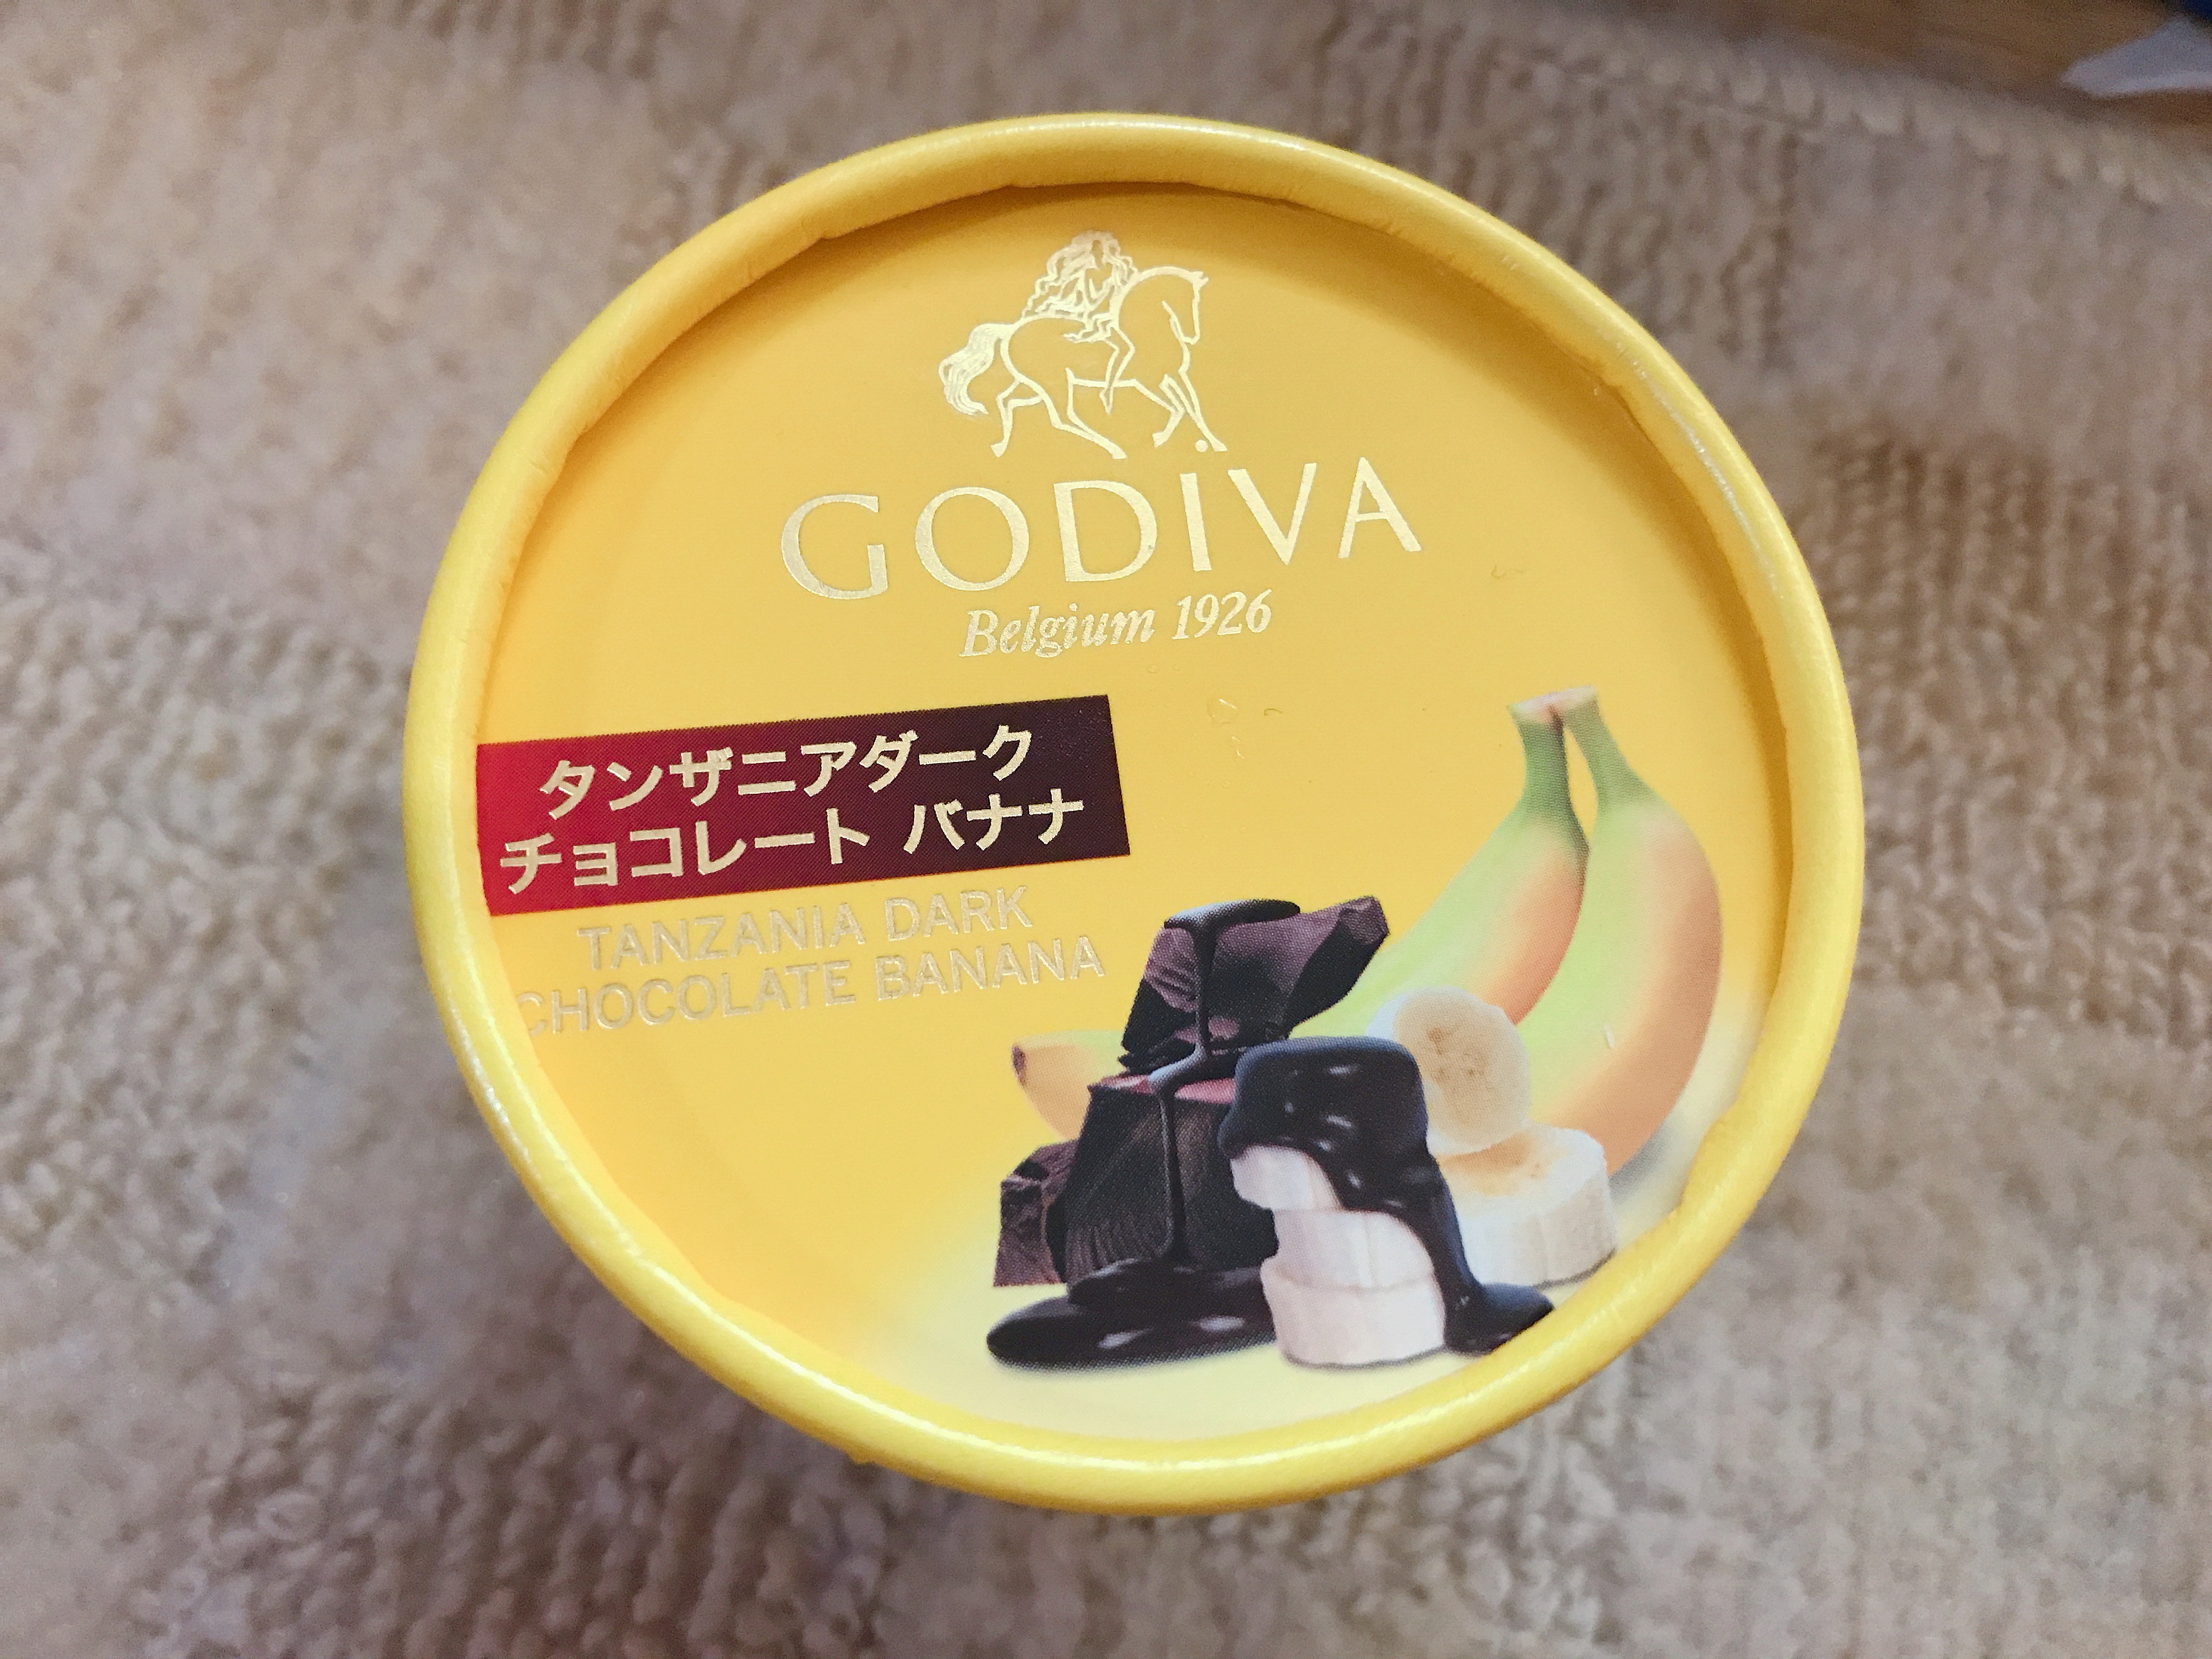 GODIVA
Belgium 1926
タンザニアダーク
チョコレート バナナ
TANZANIA DARK
CHOCOLATE BANANA